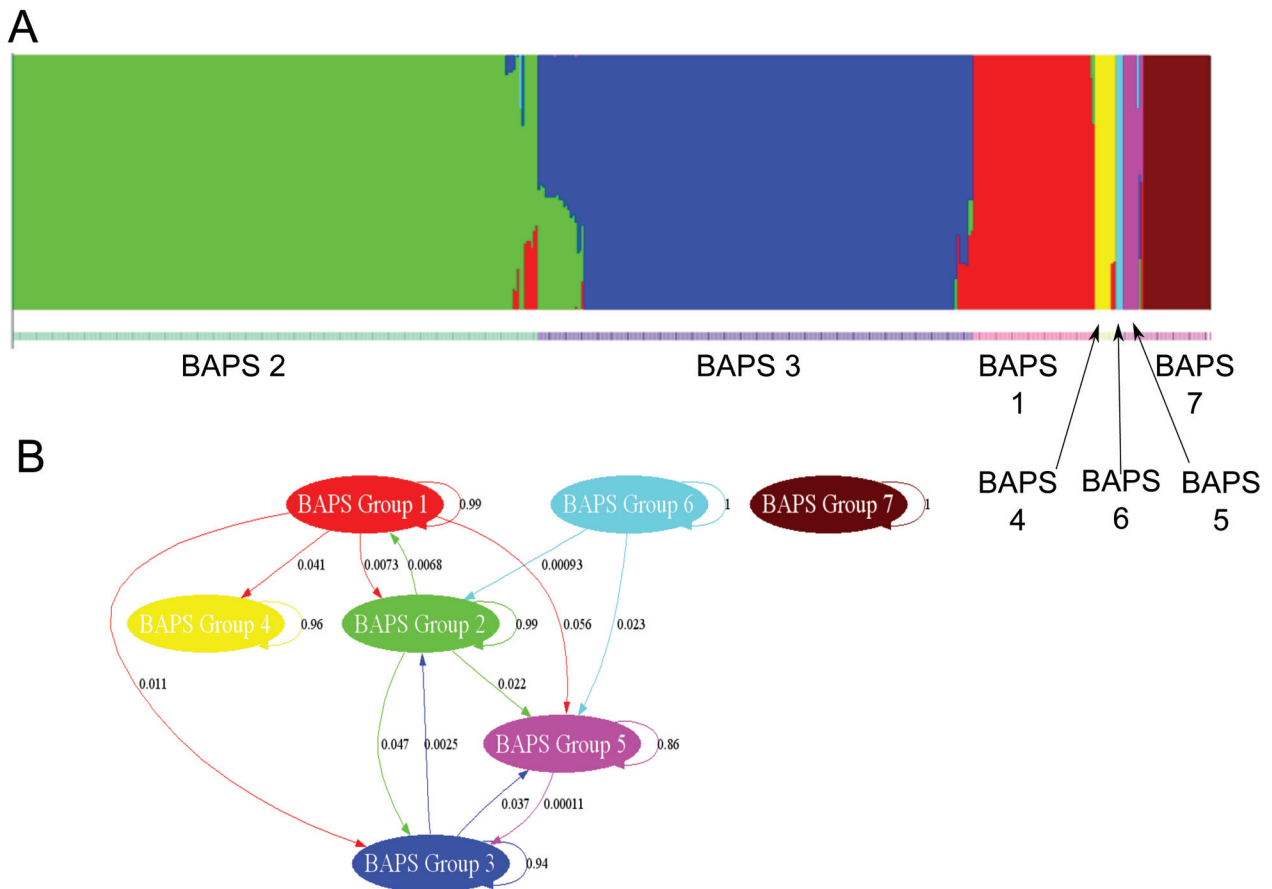 A
BAPS 2
BAPS 3
BAPS
1
BAPS
7
BAPS
4
BAPS
6
BAPS
5
B
BAPS Group 1
0.99
BAPS Group 6
1
BAPS Group 7
1
0.041
0.0073
0.0068
0.00093
BAPS Group 4
0.96
BAPS Group 2
0.99
0.056
0.023
0.011
0.022
0.047
0.0025
BAPS Group 5
0.86
0.037
0.00011
BAPS Group 3
0.94